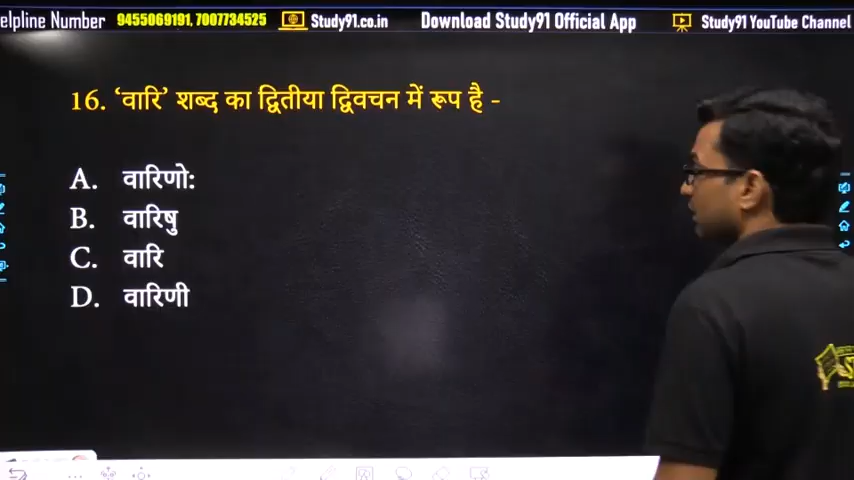 elpline Number 9455069191, 7007734525 Study91.co.in Download Study91 Official App Study91 YouTube Channel
16. ‘वारि’ शब्द का द्वितीया द्विवचन में रूप है -
A. वारिणो:
B. वारिषु
C. वारि
D. वारिणी